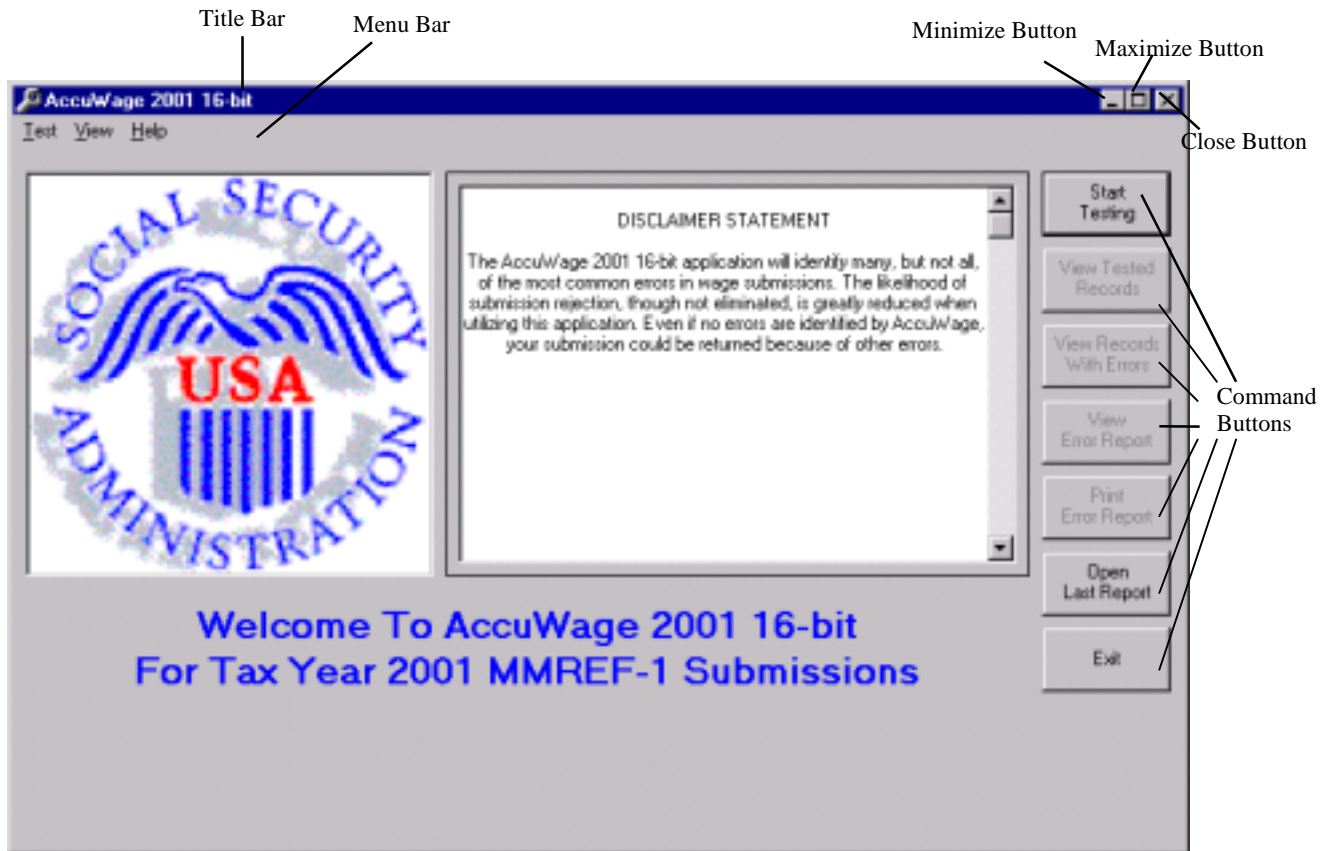 Title Bar
Menu Bar
Minimize Button
Maximize Button
AccuWage 2001 16-bit
Close Button
Test View Help
SOCIAL SECURITY
USA
ADMINISTRATION
DISCLAIMER STATEMENT
The AccuWage 2001 16-bit application will identify many, but not all,
of the most common errors in wage submissions. The likelihood of
submission rejection, though not eliminated, is greatly reduced when
utilizing this application. Even if no errors are identified by AccuWage,
your submission could be returned because of other errors.
Start
Testing
View Tested
Records
View Records
With Errors
View
Error Report
Print
Error Report
Open
Last Report
Exit
Command
Buttons
Welcome To AccuWage 2001 16-bit
For Tax Year 2001 MMREF-1 Submissions